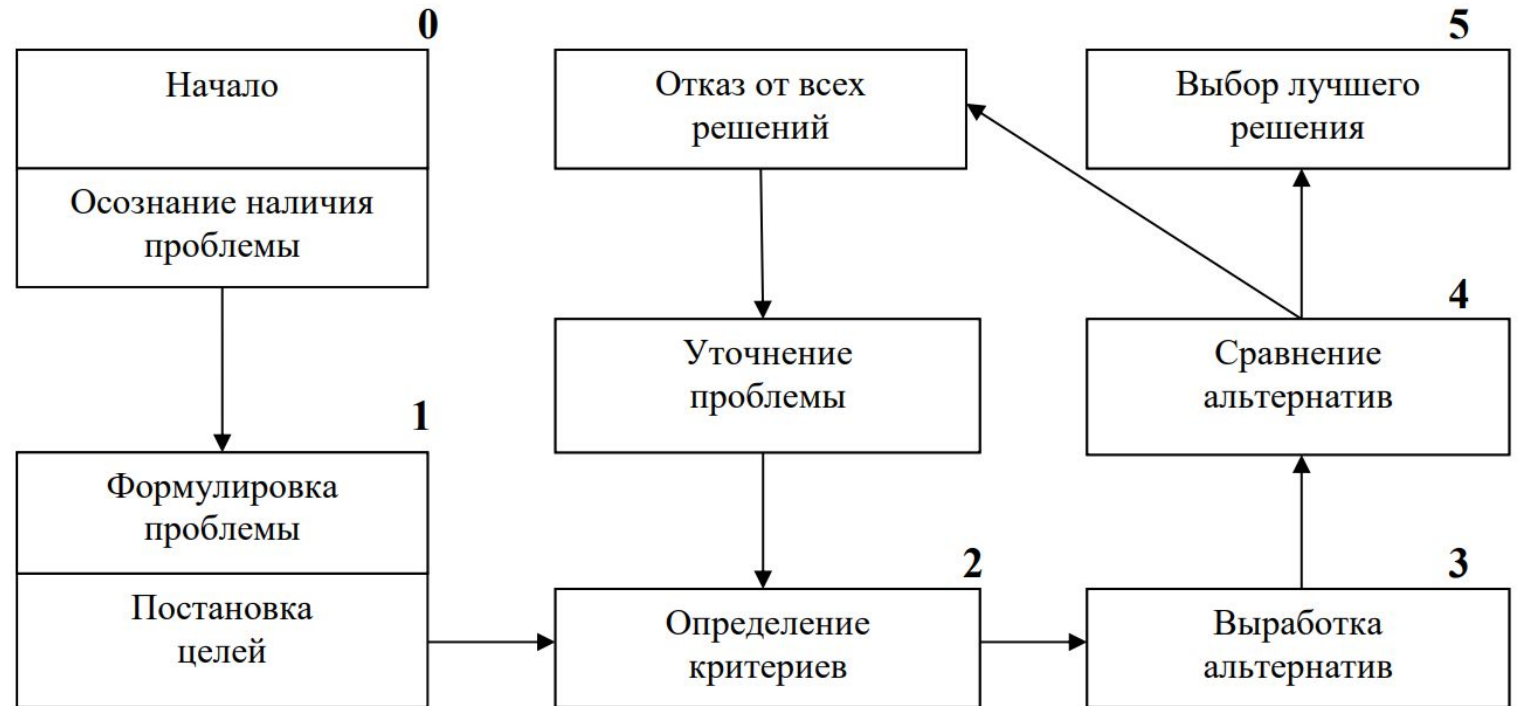 0
Начало
Осознание наличия
проблемы
1
Формулировка
проблемы
Постановка
целей
Отказ от всех
решений
Уточнение
проблемы
2
Определение
критериев
5
Выбор лучшего
решения
4
Сравнение
альтернатив
3
Выработка
альтернатив